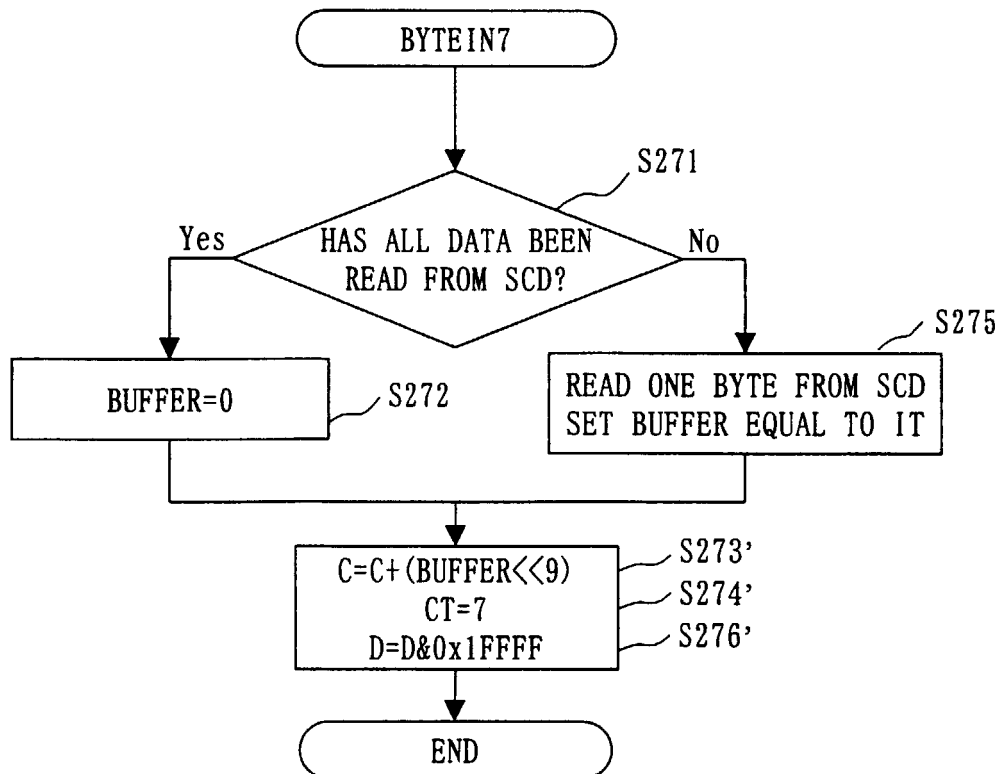 BYTEIN7
S271
Yes
HAS ALL DATA BEEN
READ FROM SCD?
No
S275
BUFFER=0
S272
READ ONE BYTE FROM SCD
SET BUFFER EQUAL TO IT
C=C+(BUFFER<<9)
S273'
CT=7
S274'
D=D&0x1FFFF
S276'
END